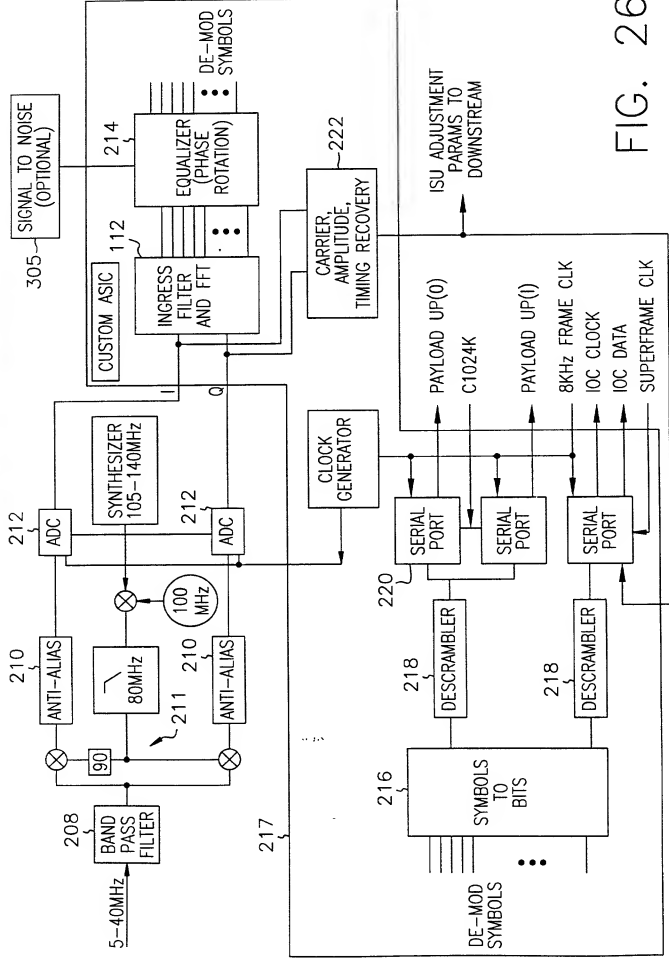 5-40MHz
208
BAND
PASS
FILTER
90
211
210
ANTI-ALIAS
80MHz
210
ANTI-ALIAS
100
MHz
212
ADC
SYNTHESIZER
105-140MHz
212
ADC
I
Q
CUSTOM ASIC
112
INGRESS
FILTER
AND FFT
214
EQUALIZER
(PHASE
ROTATION)
305
SIGNAL TO NOISE
(OPTIONAL)
DE-MOD
SYMBOLS
222
CARRIER,
AMPLITUDE,
TIMING RECOVERY
ISU ADJUSTMENT
PARAMS TO
DOWNSTREAM
217
CLOCK
GENERATOR
DE-MOD
SYMBOLS
216
SYMBOLS
TO
BITS
218
DESCRAMBLER
218
DESCRAMBLER
220
SERIAL
PORT
SERIAL
PORT
SERIAL
PORT
PAYLOAD UP(0)
C1024K
PAYLOAD UP(I)
8KHz FRAME CLK
IOC CLOCK
IOC DATA
SUPERFRAME CLK
FIG. 26